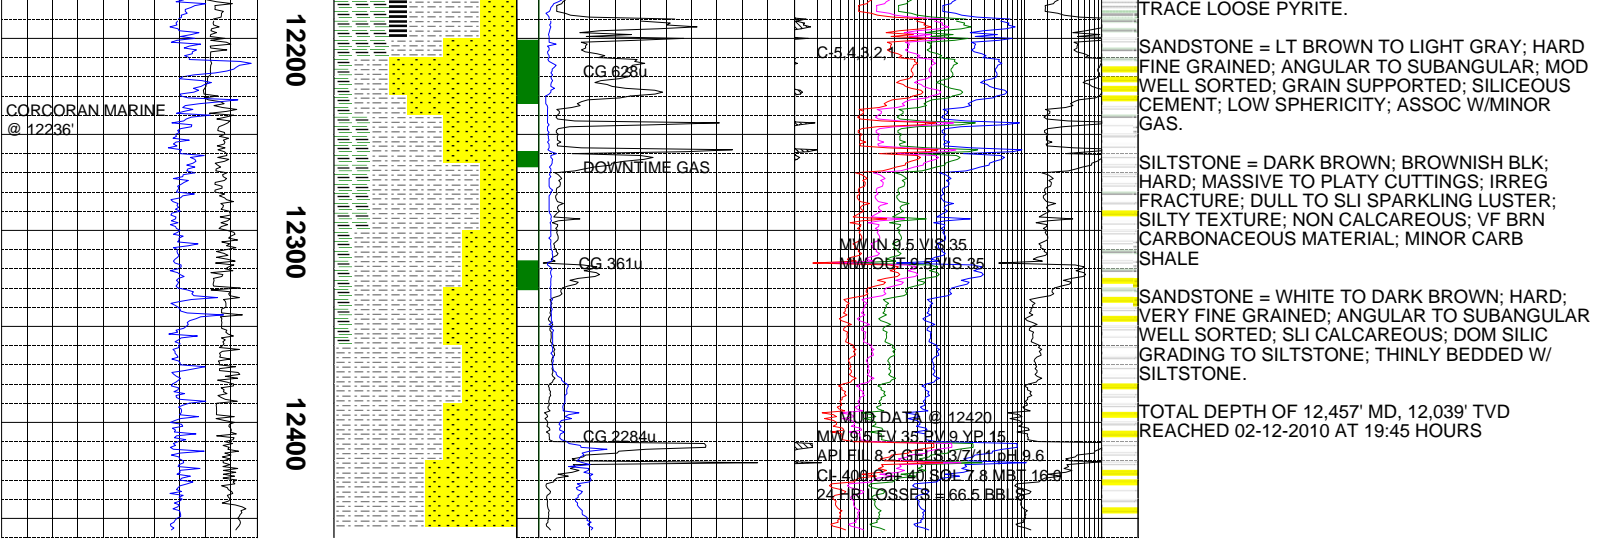 CORCORAN MARINE
@ 12236'
12200
12300
12400
CG 628u
DOWNTIME GAS
CG 361u
CG 2284u
C-5,4,3,2,1
MW IN 9.5 VIS 35
MW OUT 9.5 VIS 35
MUD DATA @ 12420
MW 9.5 FV 35 PV 9 YP 15
API FIL 8.2 GELS 3/7/11 pH 9.6
Cl- 400 Ca+ 40 SOL 7.8 MBT 16.0
24 HR LOSSES = 66.5 BBLS
TRACE LOOSE PYRITE.
SANDSTONE = LT BROWN TO LIGHT GRAY; HARD
FINE GRAINED; ANGULAR TO SUBANGULAR; MOD
WELL SORTED; GRAIN SUPPORTED; SILICEOUS
CEMENT; LOW SPHERICITY; ASSOC W/MINOR
GAS.
SILTSTONE = DARK BROWN; BROWNISH BLK;
HARD; MASSIVE TO PLATY CUTTINGS; IRREG
FRACTURE; DULL TO SLI SPARKLING LUSTER;
SILTY TEXTURE; NON CALCAREOUS; VF BRN
CARBONACEOUS MATERIAL; MINOR CARB
SHALE
SANDSTONE = WHITE TO DARK BROWN; HARD;
VERY FINE GRAINED; ANGULAR TO SUBANGULAR
WELL SORTED; SLI CALCAREOUS; DOM SILIC
GRADING TO SILTSTONE; THINLY BEDDED W/
SILTSTONE.
TOTAL DEPTH OF 12,457' MD, 12,039' TVD
REACHED 02-12-2010 AT 19:45 HOURS